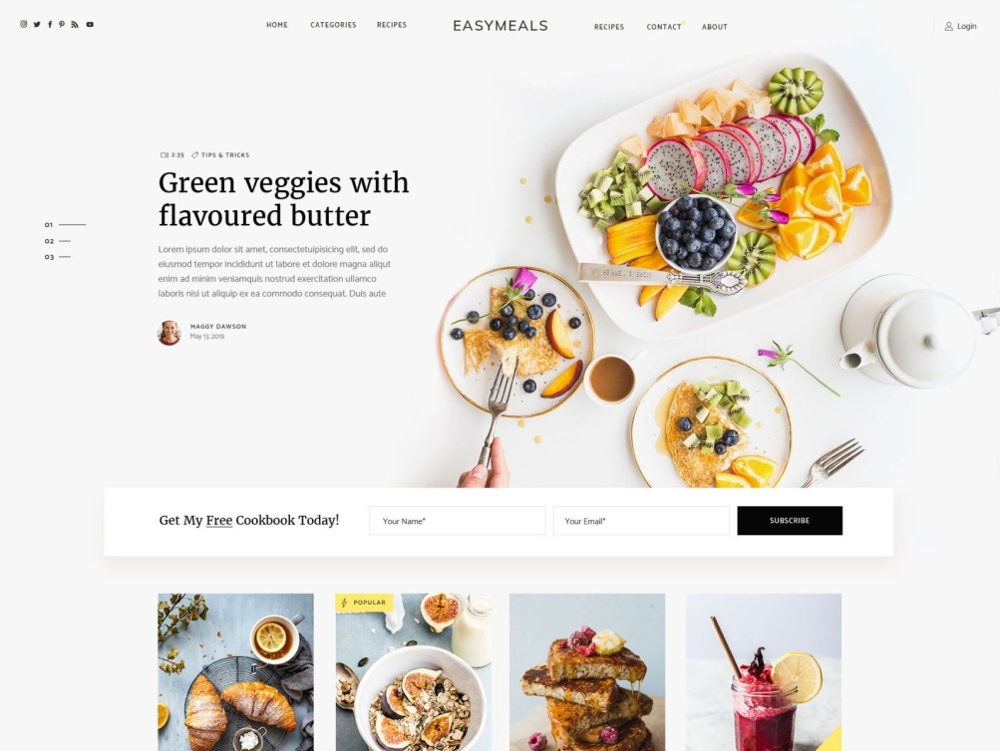 HOME
CATEGORIES
RECIPES
EASYMEALS
RECIPES
CONTACT
ABOUT
Login
2:35
TIPS & TRICKS
Green veggies with
flavoured butter
01
02
03
Lorem ipsum dolor sit amet, consectetuipisicing elit, sed do
eiusmod tempor incididunt ut labore et dolore magna aliqut
enim ad minim veniamquis nostrud exercitation ullamco
laboris nisi ut aliquip ex ea commodo consequat. Duis aute
MAGGY DAWSON
May 13, 2019
Get My Free Cookbook Today!
Your Name*
Your Email*
SUBSCRIBE
POPULAR